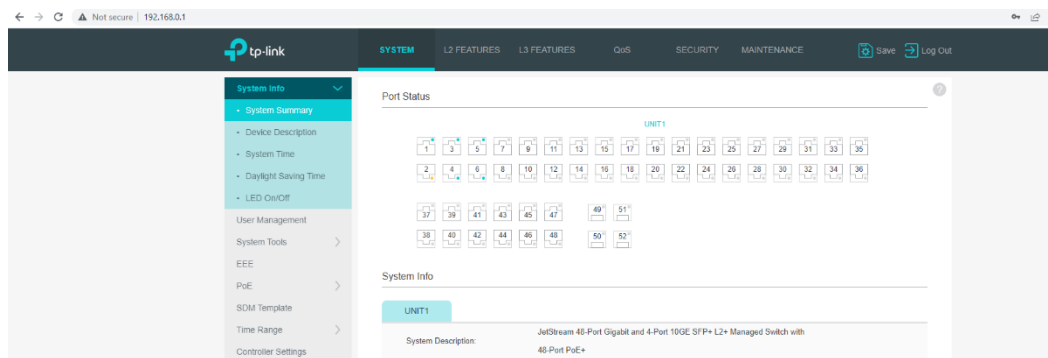 Not secure | 192.168.0.1
tp-link
SYSTEM L2 FEATURES L3 FEATURES QoS SECURITY MAINTENANCE Save Log Out
System Info
• System Summary
• Device Description
• System Time
• Daylight Saving Time
• LED On/Off
User Management
System Tools
EEE
PoE
SDM Template
Time Range
Controller Settings
Port Status
?
UNIT1
1 3 5 7 9 11 13 15 17 19 21 23 25 27 29 31 33 35
2 4 6 8 10 12 14 16 18 20 22 24 26 28 30 32 34 36
37 39 41 43 45 47 49 51
38 40 42 44 46 48 50 52
System Info
UNIT1
System Description:
JetStream 48-Port Gigabit and 4-Port 10GE SFP+ L2+ Managed Switch with
48-Port PoE+